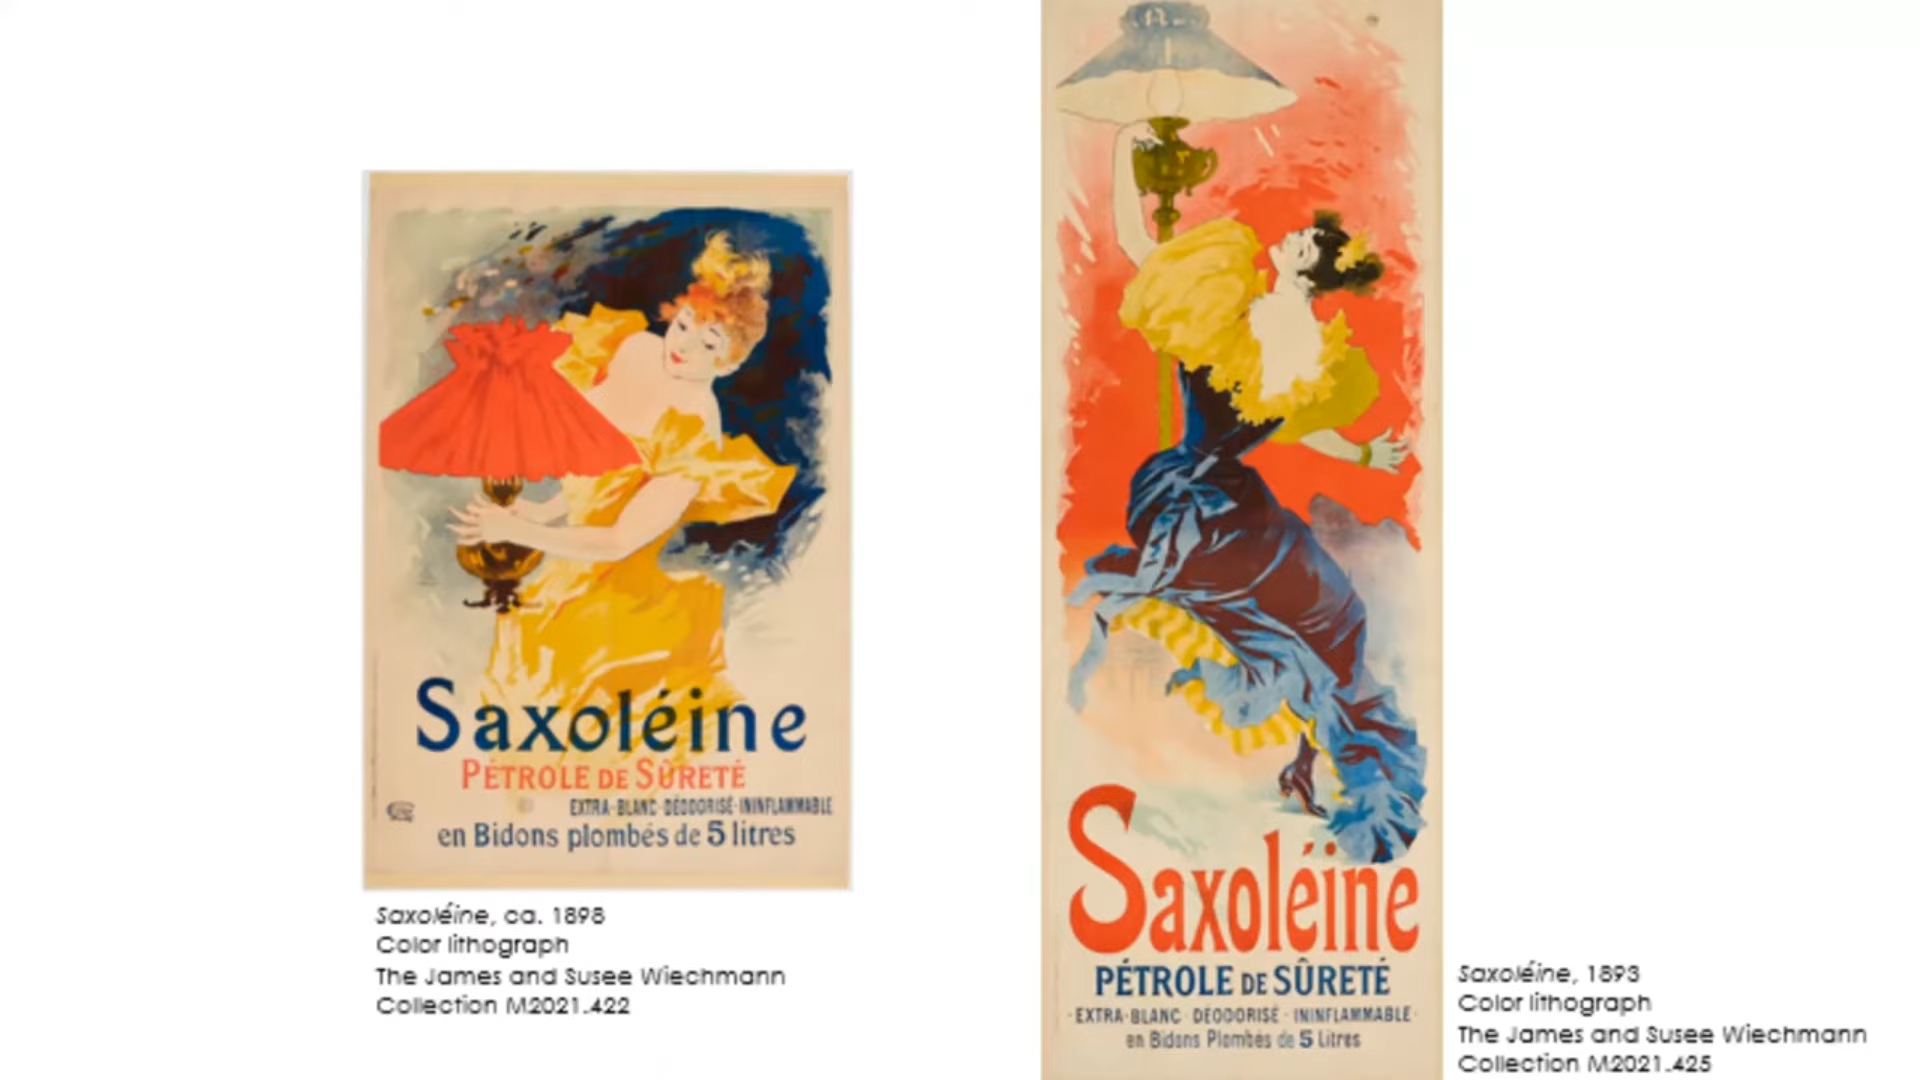 Saxoléine
PÉTROLE DE SÛRETÉ
EXTRA-BLANC·DÉODORISÉ·ININFLAMMABLE
en Bidons plombés de 5 litres
Saxoléine, ca. 1898
Color lithograph
The James and Susee Wiechmann
Collection M2021.422
Saxoléine
PÉTROLE DE SÛRETÉ
·EXTRA·BLANC·DÉODORISÉ·ININFLAMMABLE·
en Bidons Plombés de 5 Litres
Saxoléine, 1893
Color lithograph
The James and Susee Wiechmann
Collection M2021.425